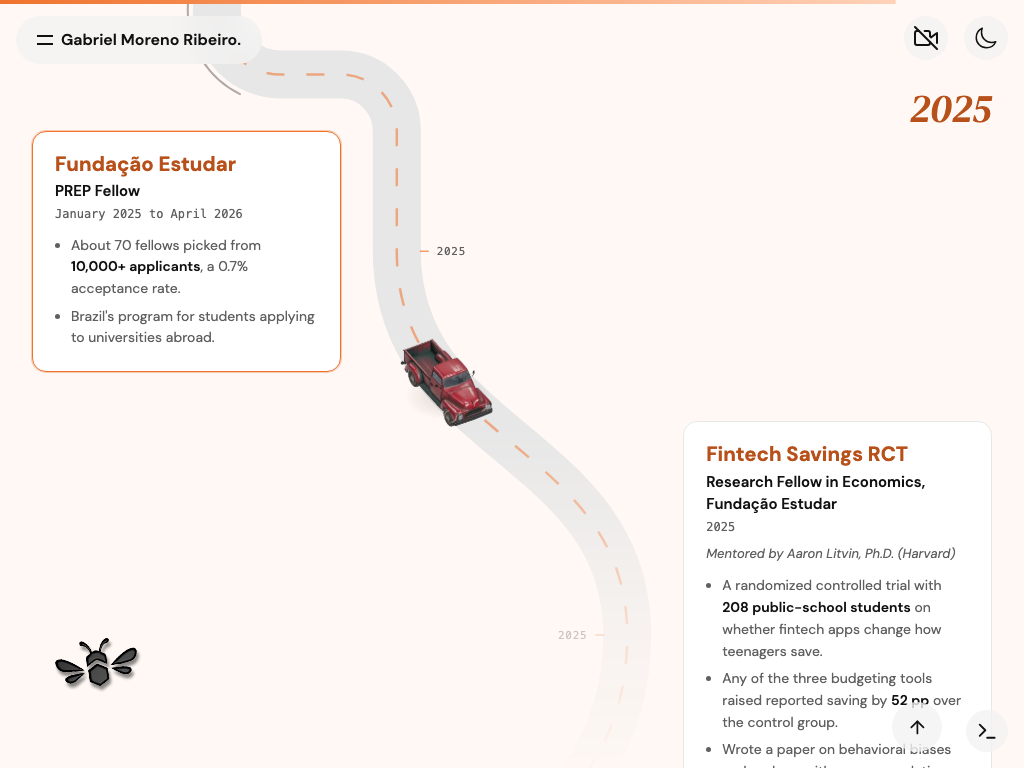 Gabriel Moreno Ribeiro.
2025
Fundação Estudar
PREP Fellow
January 2025 to April 2026
About 70 fellows picked from
10,000+ applicants, a 0.7%
acceptance rate.
Brazil's program for students applying
to universities abroad.
2025
Fintech Savings RCT
Research Fellow in Economics,
Fundação Estudar
2025
Mentored by Aaron Litvin, Ph.D. (Harvard)
A randomized controlled trial with
208 public-school students on
whether fintech apps change how
teenagers save.
2025
Any of the three budgeting tools
raised reported saving by 52 pp over
the control group.
Wrote a paper on behavioral biases